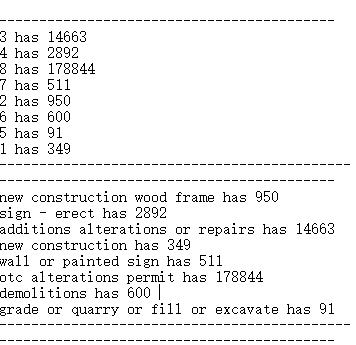 ------------------------------------------
3 has 14663
4 has 2892
8 has 178844
7 has 511
2 has 950
6 has 600
5 has 91
1 has 349
--------------------------------------------
------------------------------------------
new construction wood frame has 950
sign - erect has 2892
additions alterations or repairs has 14663
new construction has 349
wall or painted sign has 511
otc alterations permit has 178844
demolitions has 600
grade or quarry or fill or excavate has 91
--------------------------------------------
------------------------------------------